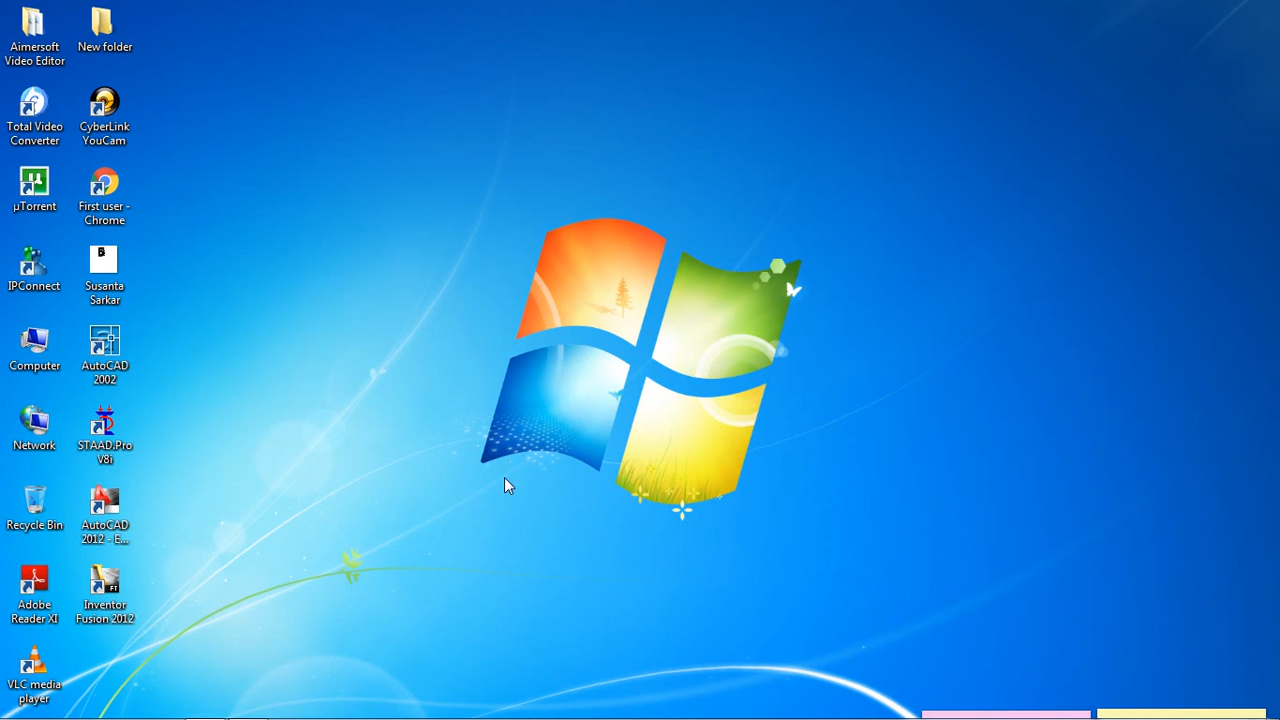 Aimersoft
Video Editor
New folder
Total Video
Converter
CyberLink
YouCam
µTorrent
First user -
Chrome
IPConnect
Susanta
Sarkar
Computer
AutoCAD
2002
Network
STAAD.Pro
V8i
Recycle Bin
AutoCAD
2012 - E...
Adobe
Reader XI
Inventor
Fusion 2012
FT
VLC media
player